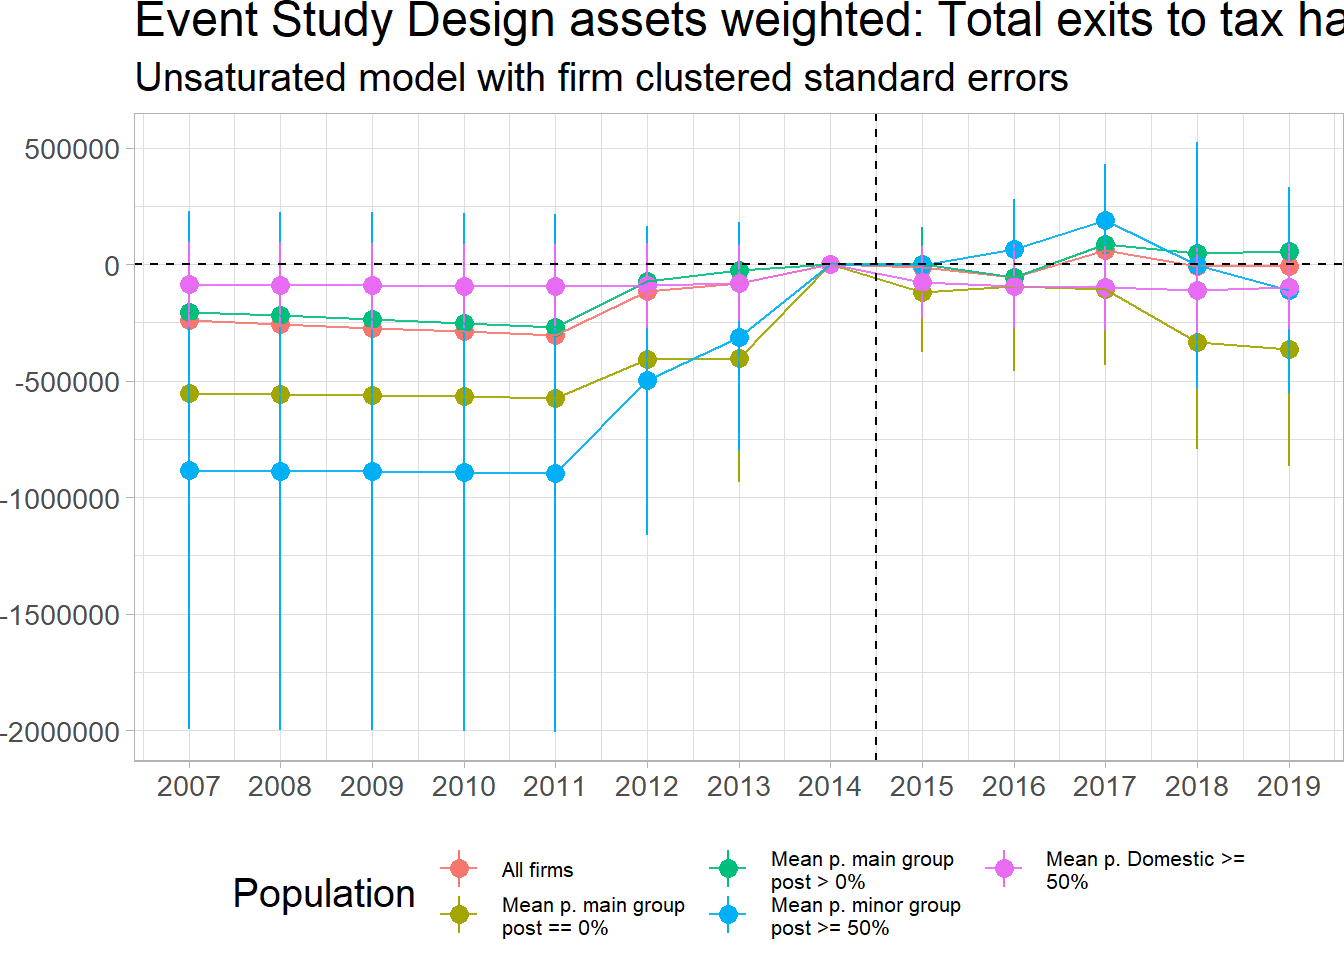 Event Study Design assets weighted: Total exits to tax ha
Unsaturated model with firm clustered standard errors
500000
0
-500000
-1000000
-1500000
-2000000
2007 2008 2009 2010 2011 2012 2013 2014 2015 2016 2017 2018 2019
Population
All firms
Mean p. main group
post == 0%
Mean p. main group
post > 0%
Mean p. minor group
post >= 50%
Mean p. Domestic >=
50%